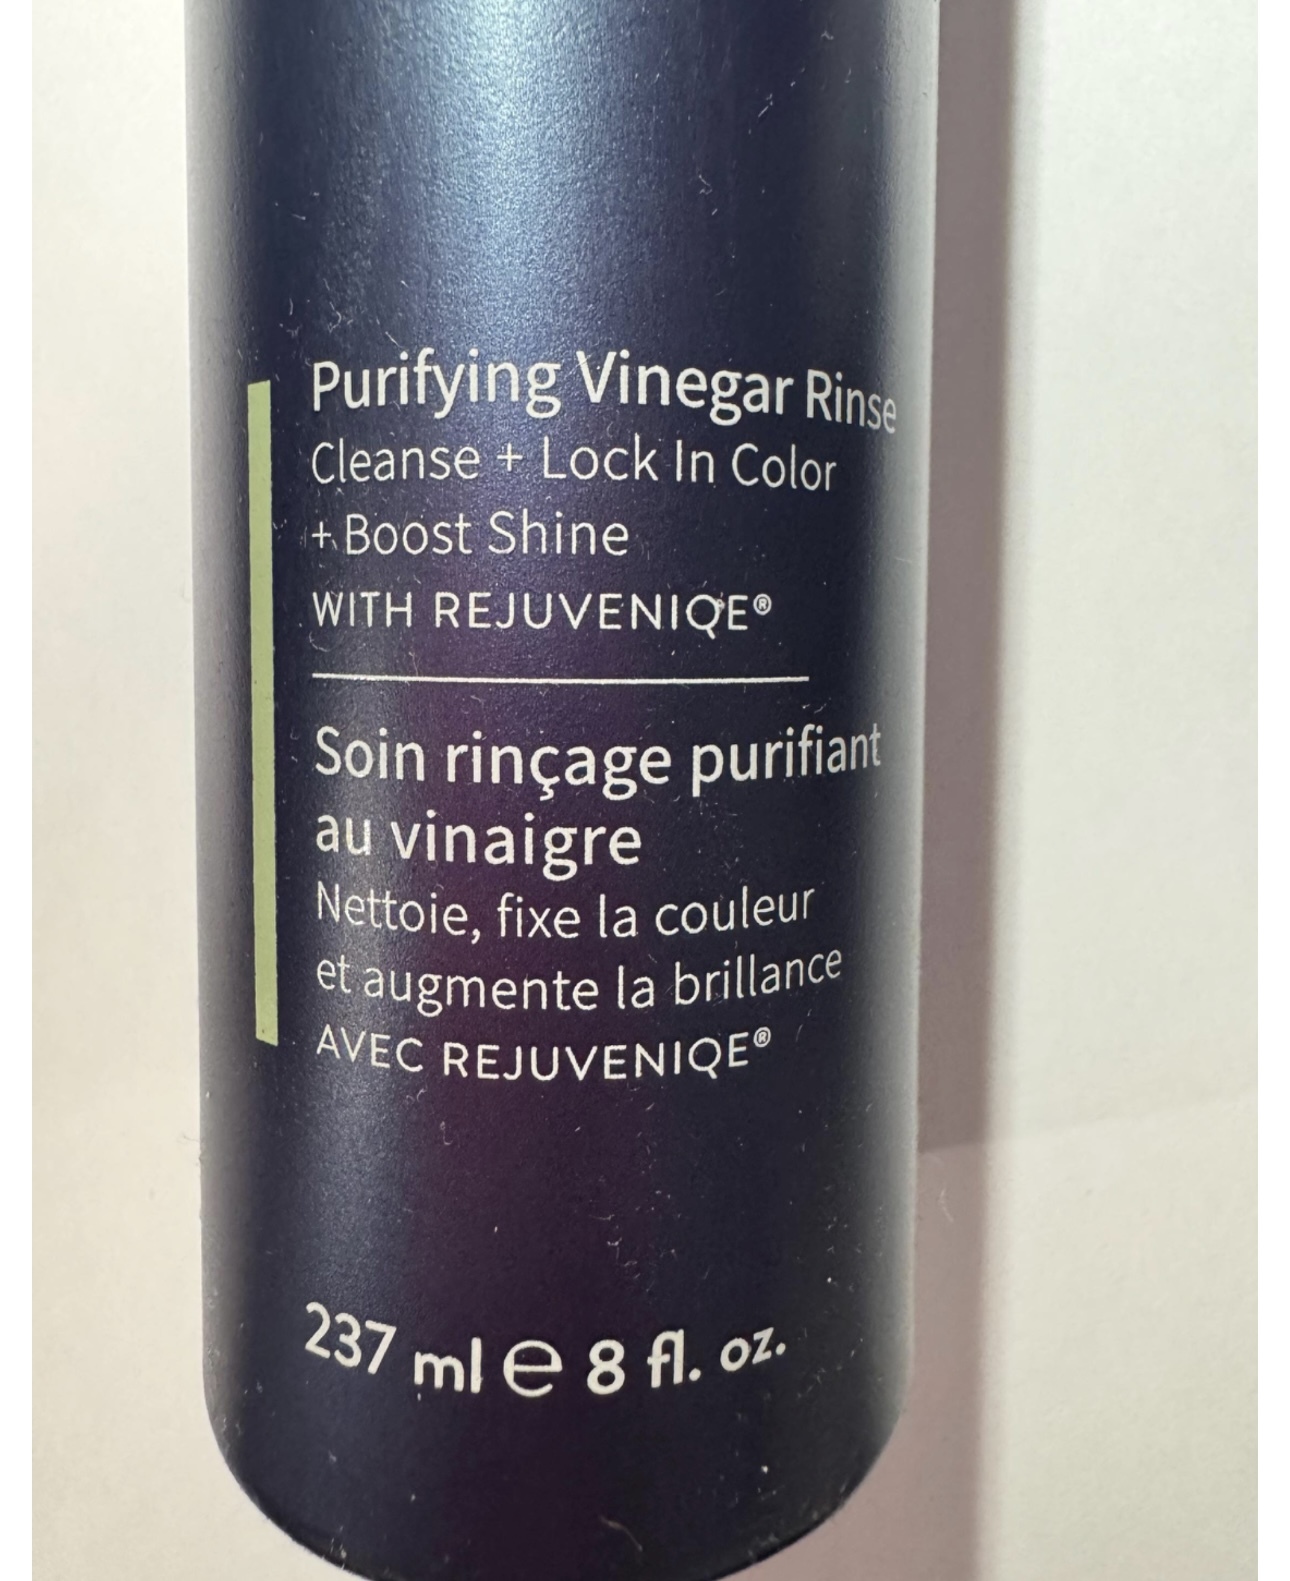 Purifying Vinegar Rinse
Cleanse + Lock In Color
+ Boost Shine
WITH REJUVENIQE®
Soin rinçage purifiant
au vinaigre
Nettoie, fixe la couleur
et augmente la brillance
AVEC REJUVENIQE®
237 ml e 8 fl. oz.